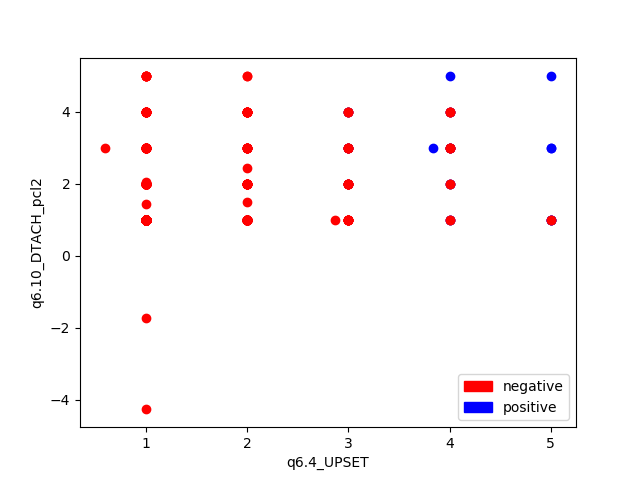 q6.10_DTACH_pcl2
4
2
0
−2
−4
1
2
3
4
5
q6.4_UPSET
negative
positive